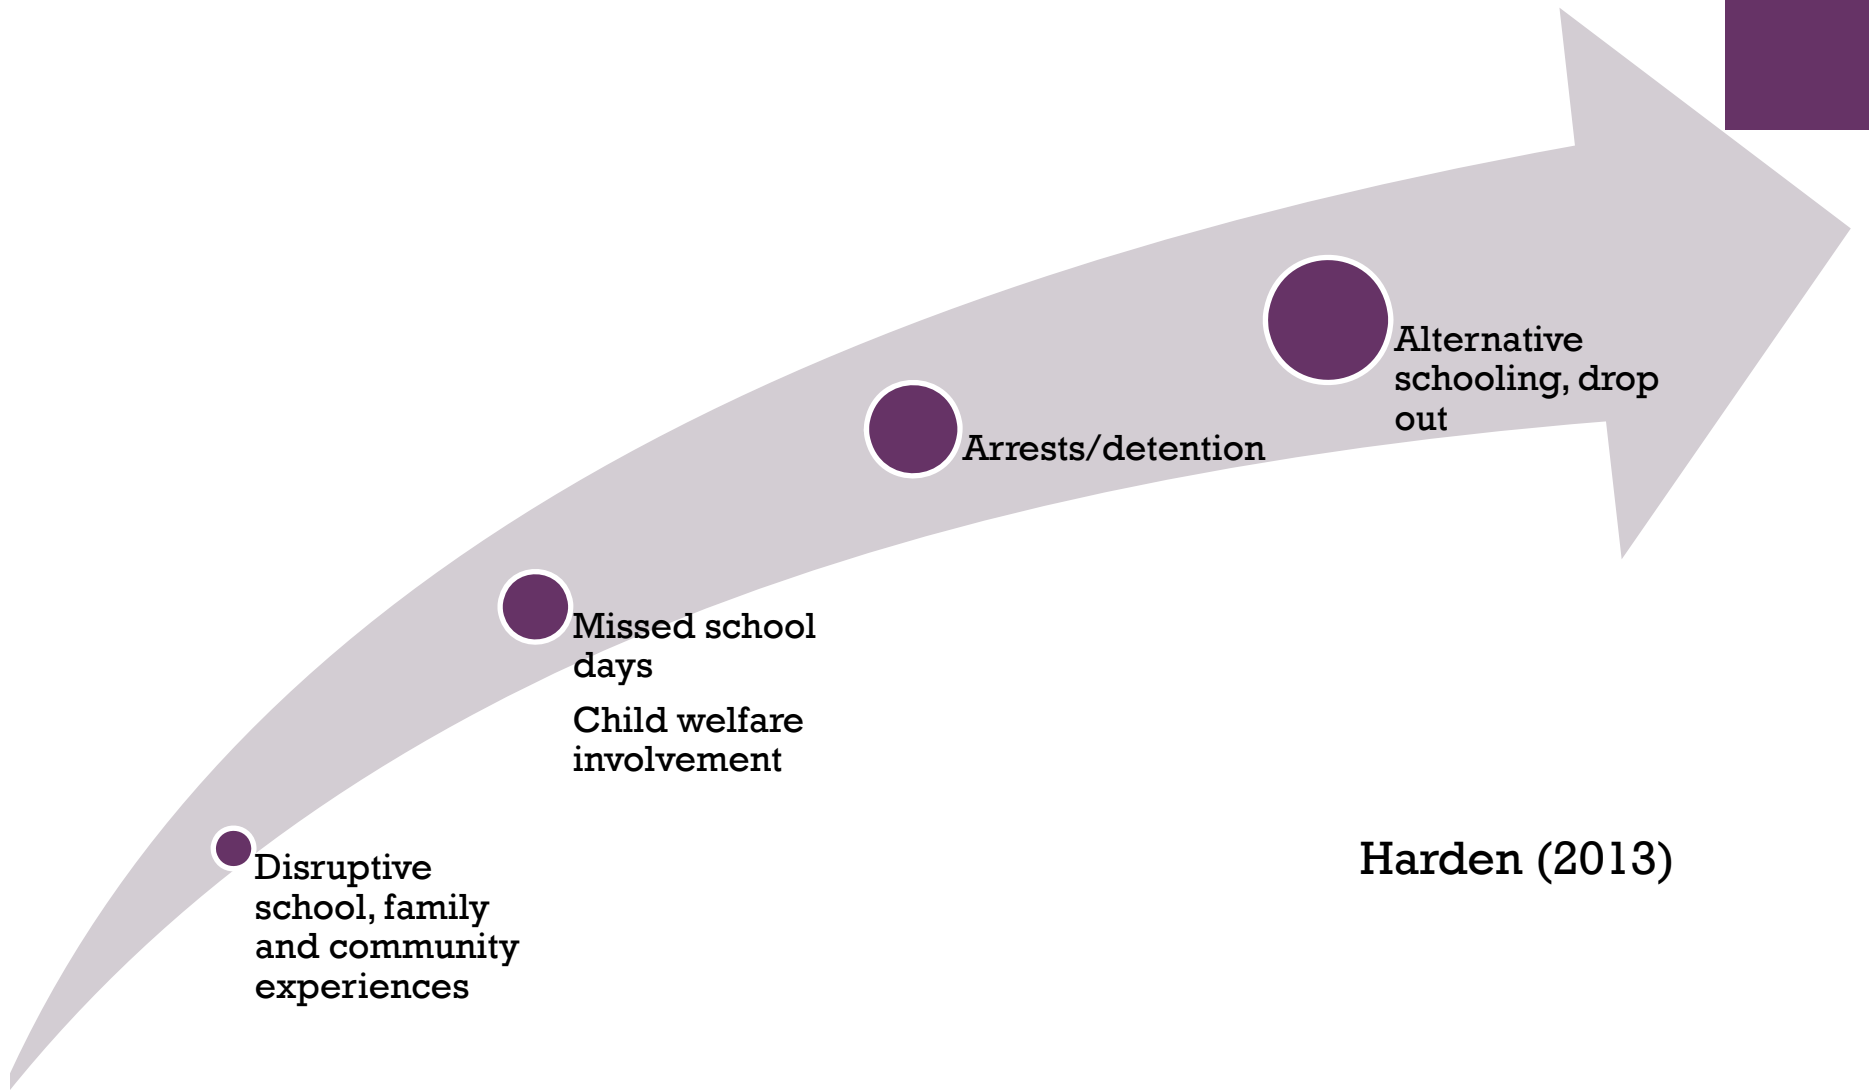 Disruptive
school, family
and community
experiences
Missed school
days
Child welfare
involvement
Arrests/detention
Alternative
schooling, drop
out
Harden (2013)